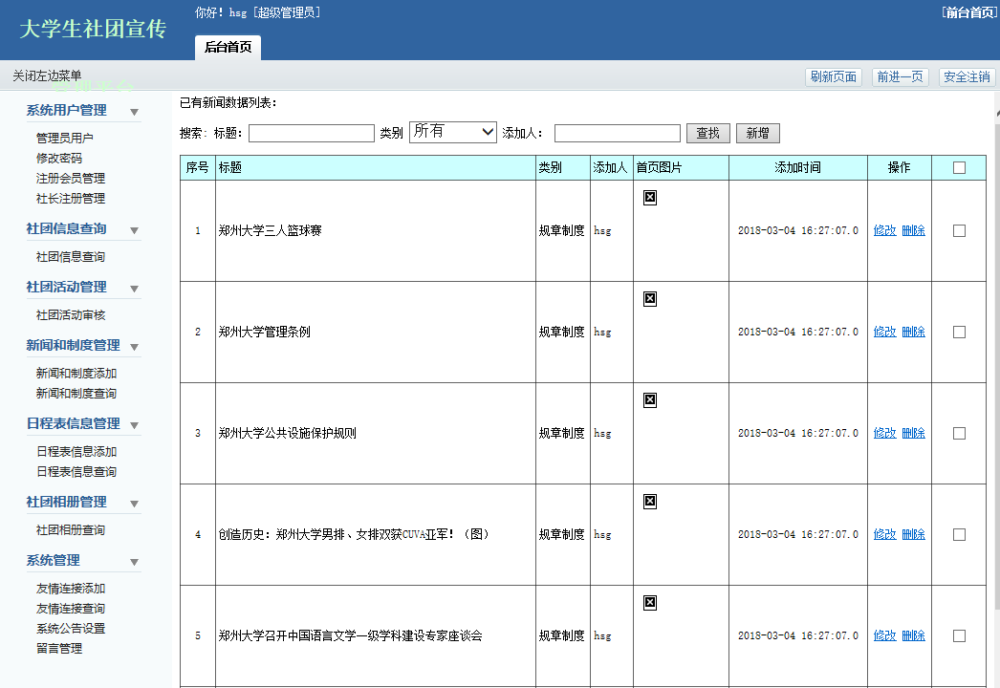 大学生社团宣传
你好！hsg [超级管理员]
[前台首页]
后台首页
关闭左边菜单
刷新页面 前进一页 安全注销
系统用户管理
管理员用户
修改密码
注册会员管理
社长注册管理
社团信息查询
社团信息查询
社团活动管理
社团活动审核
新闻和制度管理
新闻和制度添加
新闻和制度查询
日程表信息管理
日程表信息添加
日程表信息查询
社团相册管理
社团相册查询
系统管理
友情连接添加
友情连接查询
系统公告设置
留言管理
已有新闻数据列表:
搜索: 标题: 类别 所有 添加人: 查找 新增
序号 标题 类别 添加人 首页图片 添加时间 操作
1 郑州大学三人篮球赛 规章制度 hsg 2018-03-04 16:27:07.0 修改 删除
2 郑州大学管理条例 规章制度 hsg 2018-03-04 16:27:07.0 修改 删除
3 郑州大学公共设施保护规则 规章制度 hsg 2018-03-04 16:27:07.0 修改 删除
4 创造历史：郑州大学男排、女排双获CUVA亚军！（图） 规章制度 hsg 2018-03-04 16:27:07.0 修改 删除
5 郑州大学召开中国语言文学一级学科建设专家座谈会 规章制度 hsg 2018-03-04 16:27:07.0 修改 删除